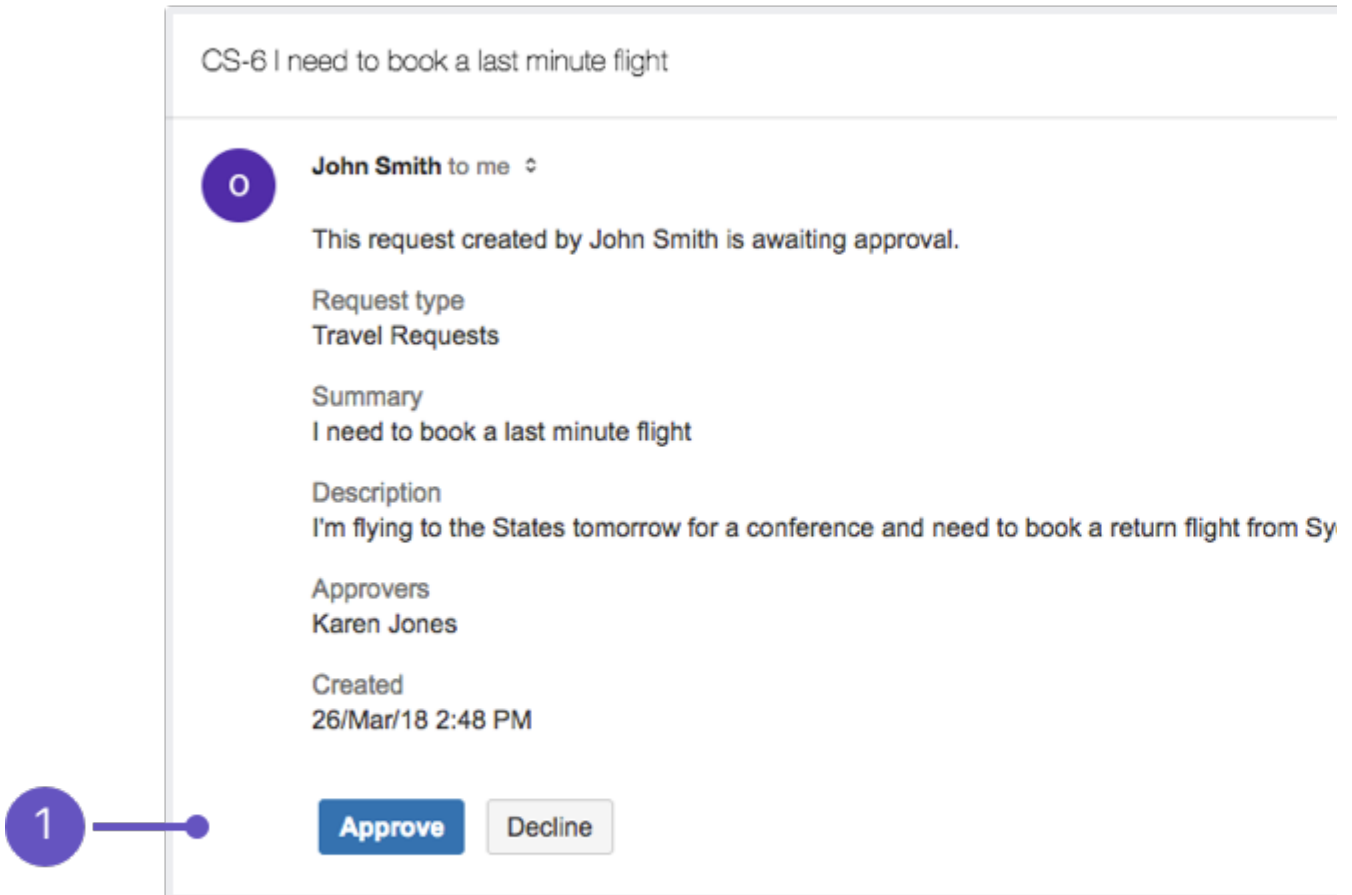 CS-6 I need to book a last minute flight
O
John Smith to me
This request created by John Smith is awaiting approval.
Request type
Travel Requests
Summary
I need to book a last minute flight
Description
I'm flying to the States tomorrow for a conference and need to book a return flight from
Approvers
Karen Jones
Created
26/Mar/18 2:48 PM
1
Approve Decline